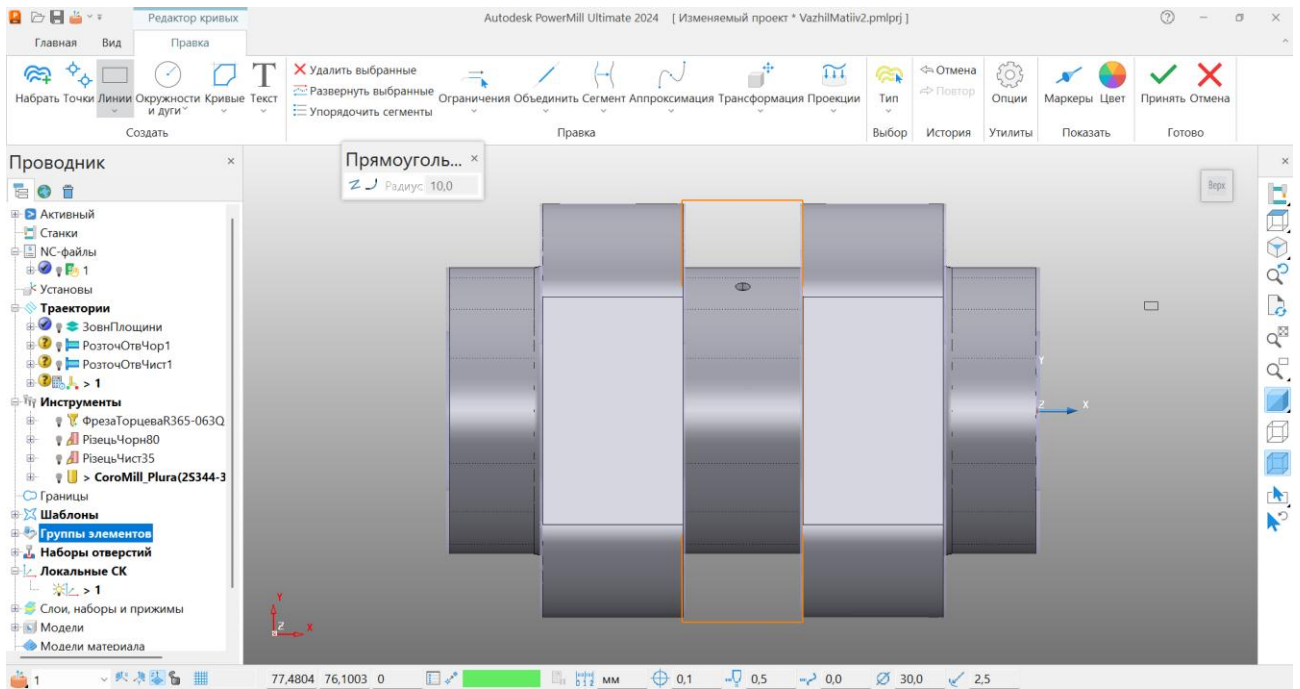 Редактор кривых
Autodesk PowerMill Ultimate 2024 [ Изменяемый проект * VazhilMatiiv2.pmlprj ]
Главная Вид Правка
Набрать Точки Линии Окружности и дуги Кривые Текст
Создать
Удалить выбранные
Развернуть выбранные
Упорядочить сегменты
Ограничения Объединить Сегмент Аппроксимация Трансформация Проекции
Правка
Тип
Выбор
Отмена
Повтор
История
Опции
Утилиты
Маркеры Цвет
Показать
Принять Отмена
Готово
Проводник
Активный
Станки
NC-файлы
1
Установы
Траектории
ЗовнПлощини
РозточОтвЧор1
РозточОтвЧист1
> 1
Инструменты
ФрезаТорцеваR365-063Q
РізецьЧорн80
РізецьЧист35
> CoroMill_Plura(2S344-3
Границы
Шаблоны
Группы элементов
Наборы отверстий
Локальные СК
> 1
Слои, наборы и прижимы
Модели
Модели материала
Прямоуголь...
Радиус 10,0
Верх
Y
Z X
Y
Z X
1
77,4804 76,1003 0
мм
0,1
0,5
0,0
30,0
2,5